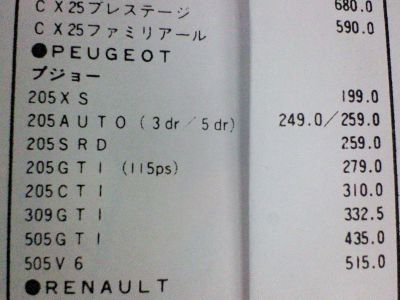 CX25プレステージ 680.0
CX25ファミリアール 590.0
●PEUGEOT
プジョー
205XS 199.0
205AUTO(3dr/5dr) 249.0/259.0
205SRD 259.0
205GTI (115ps) 279.0
205CTI 310.0
309GTI 332.5
505GTI 435.0
505V6 515.0
●RENAULT